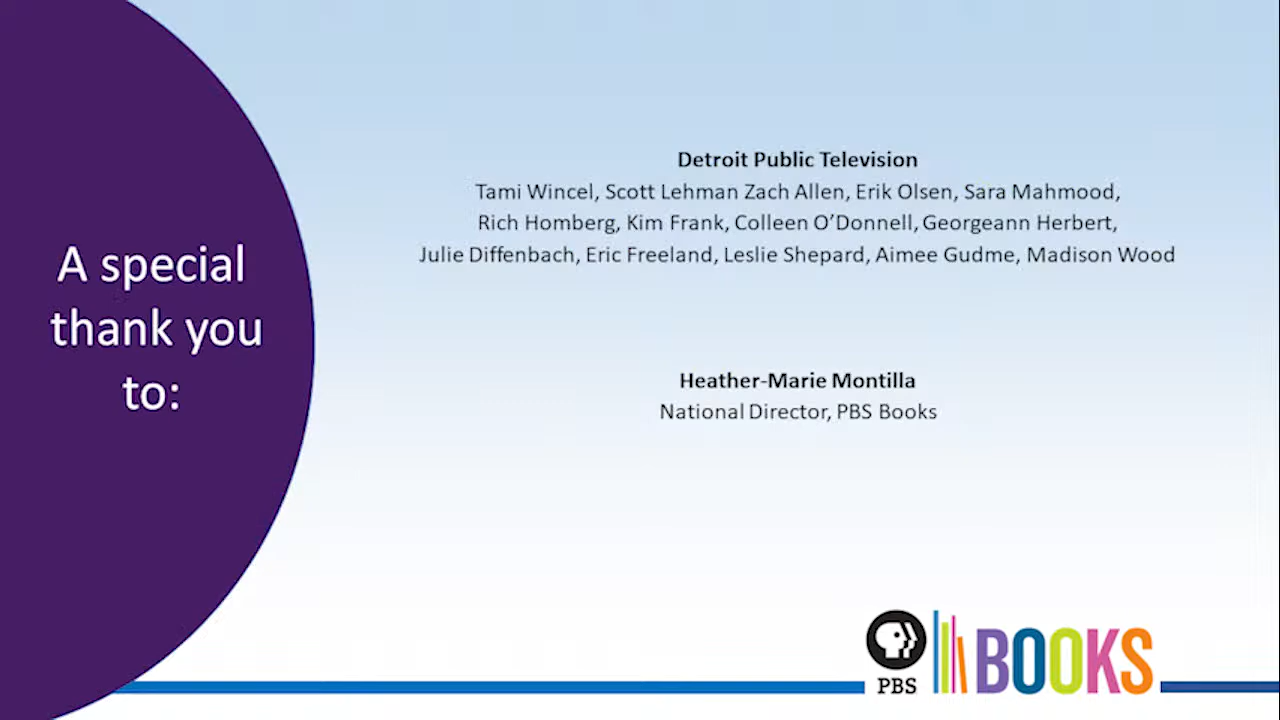 A special
thank you
to:
Detroit Public Television
Tami Wincel, Scott Lehman Zach Allen, Erik Olsen, Sara Mahmood,
Rich Homberg, Kim Frank, Colleen O’Donnell, Georgeann Herbert,
Julie Diffenbach, Eric Freeland, Leslie Shepard, Aimee Gudme, Madison Wood
Heather-Marie Montilla
National Director, PBS Books
PBS BOOKS